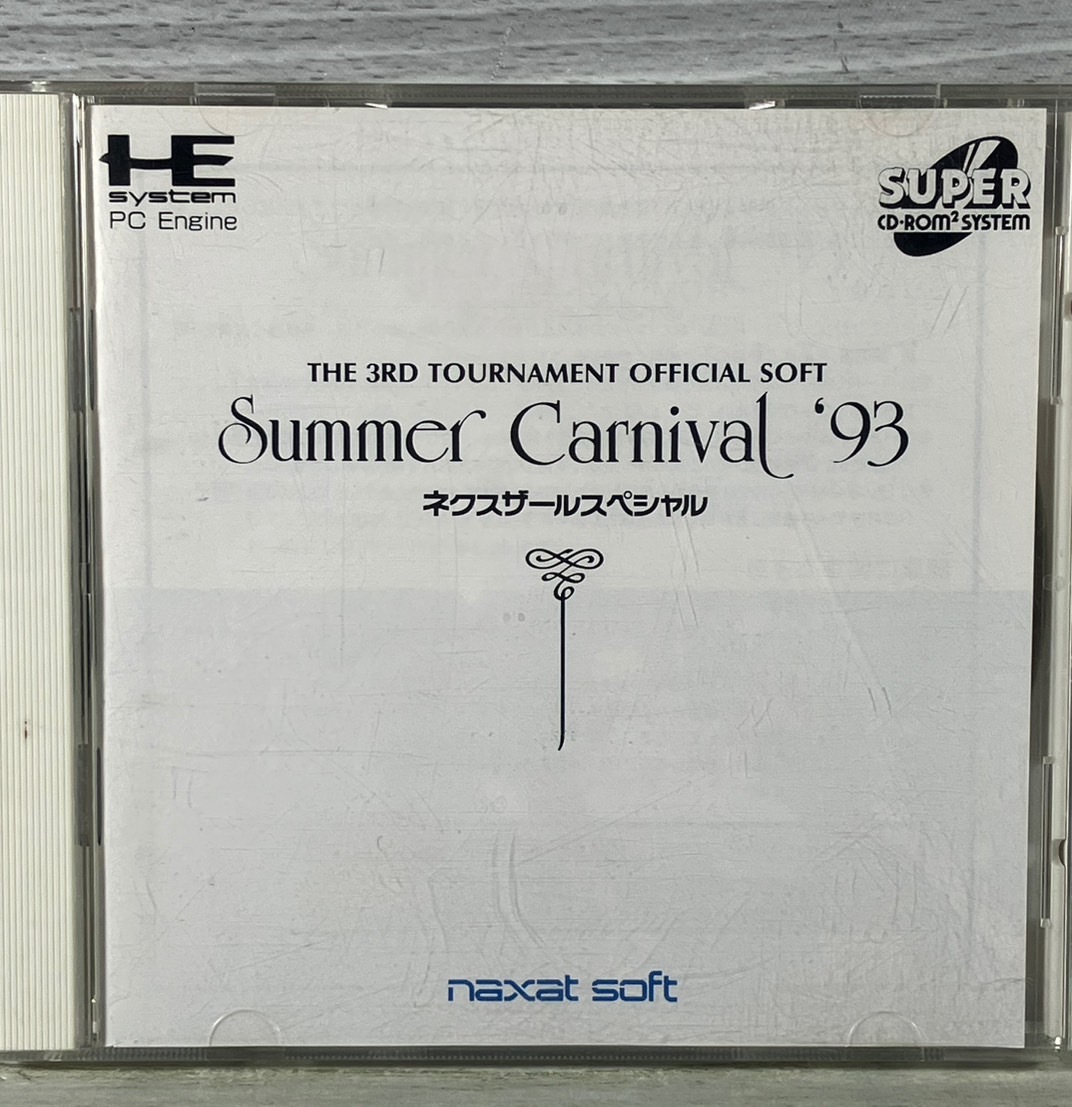 HE
system
PC Engine
SUPER
CD-ROM² SYSTEM
THE 3RD TOURNAMENT OFFICIAL SOFT
Summer Carnival ‘93
ネクスザールスペシャル
naxat soft